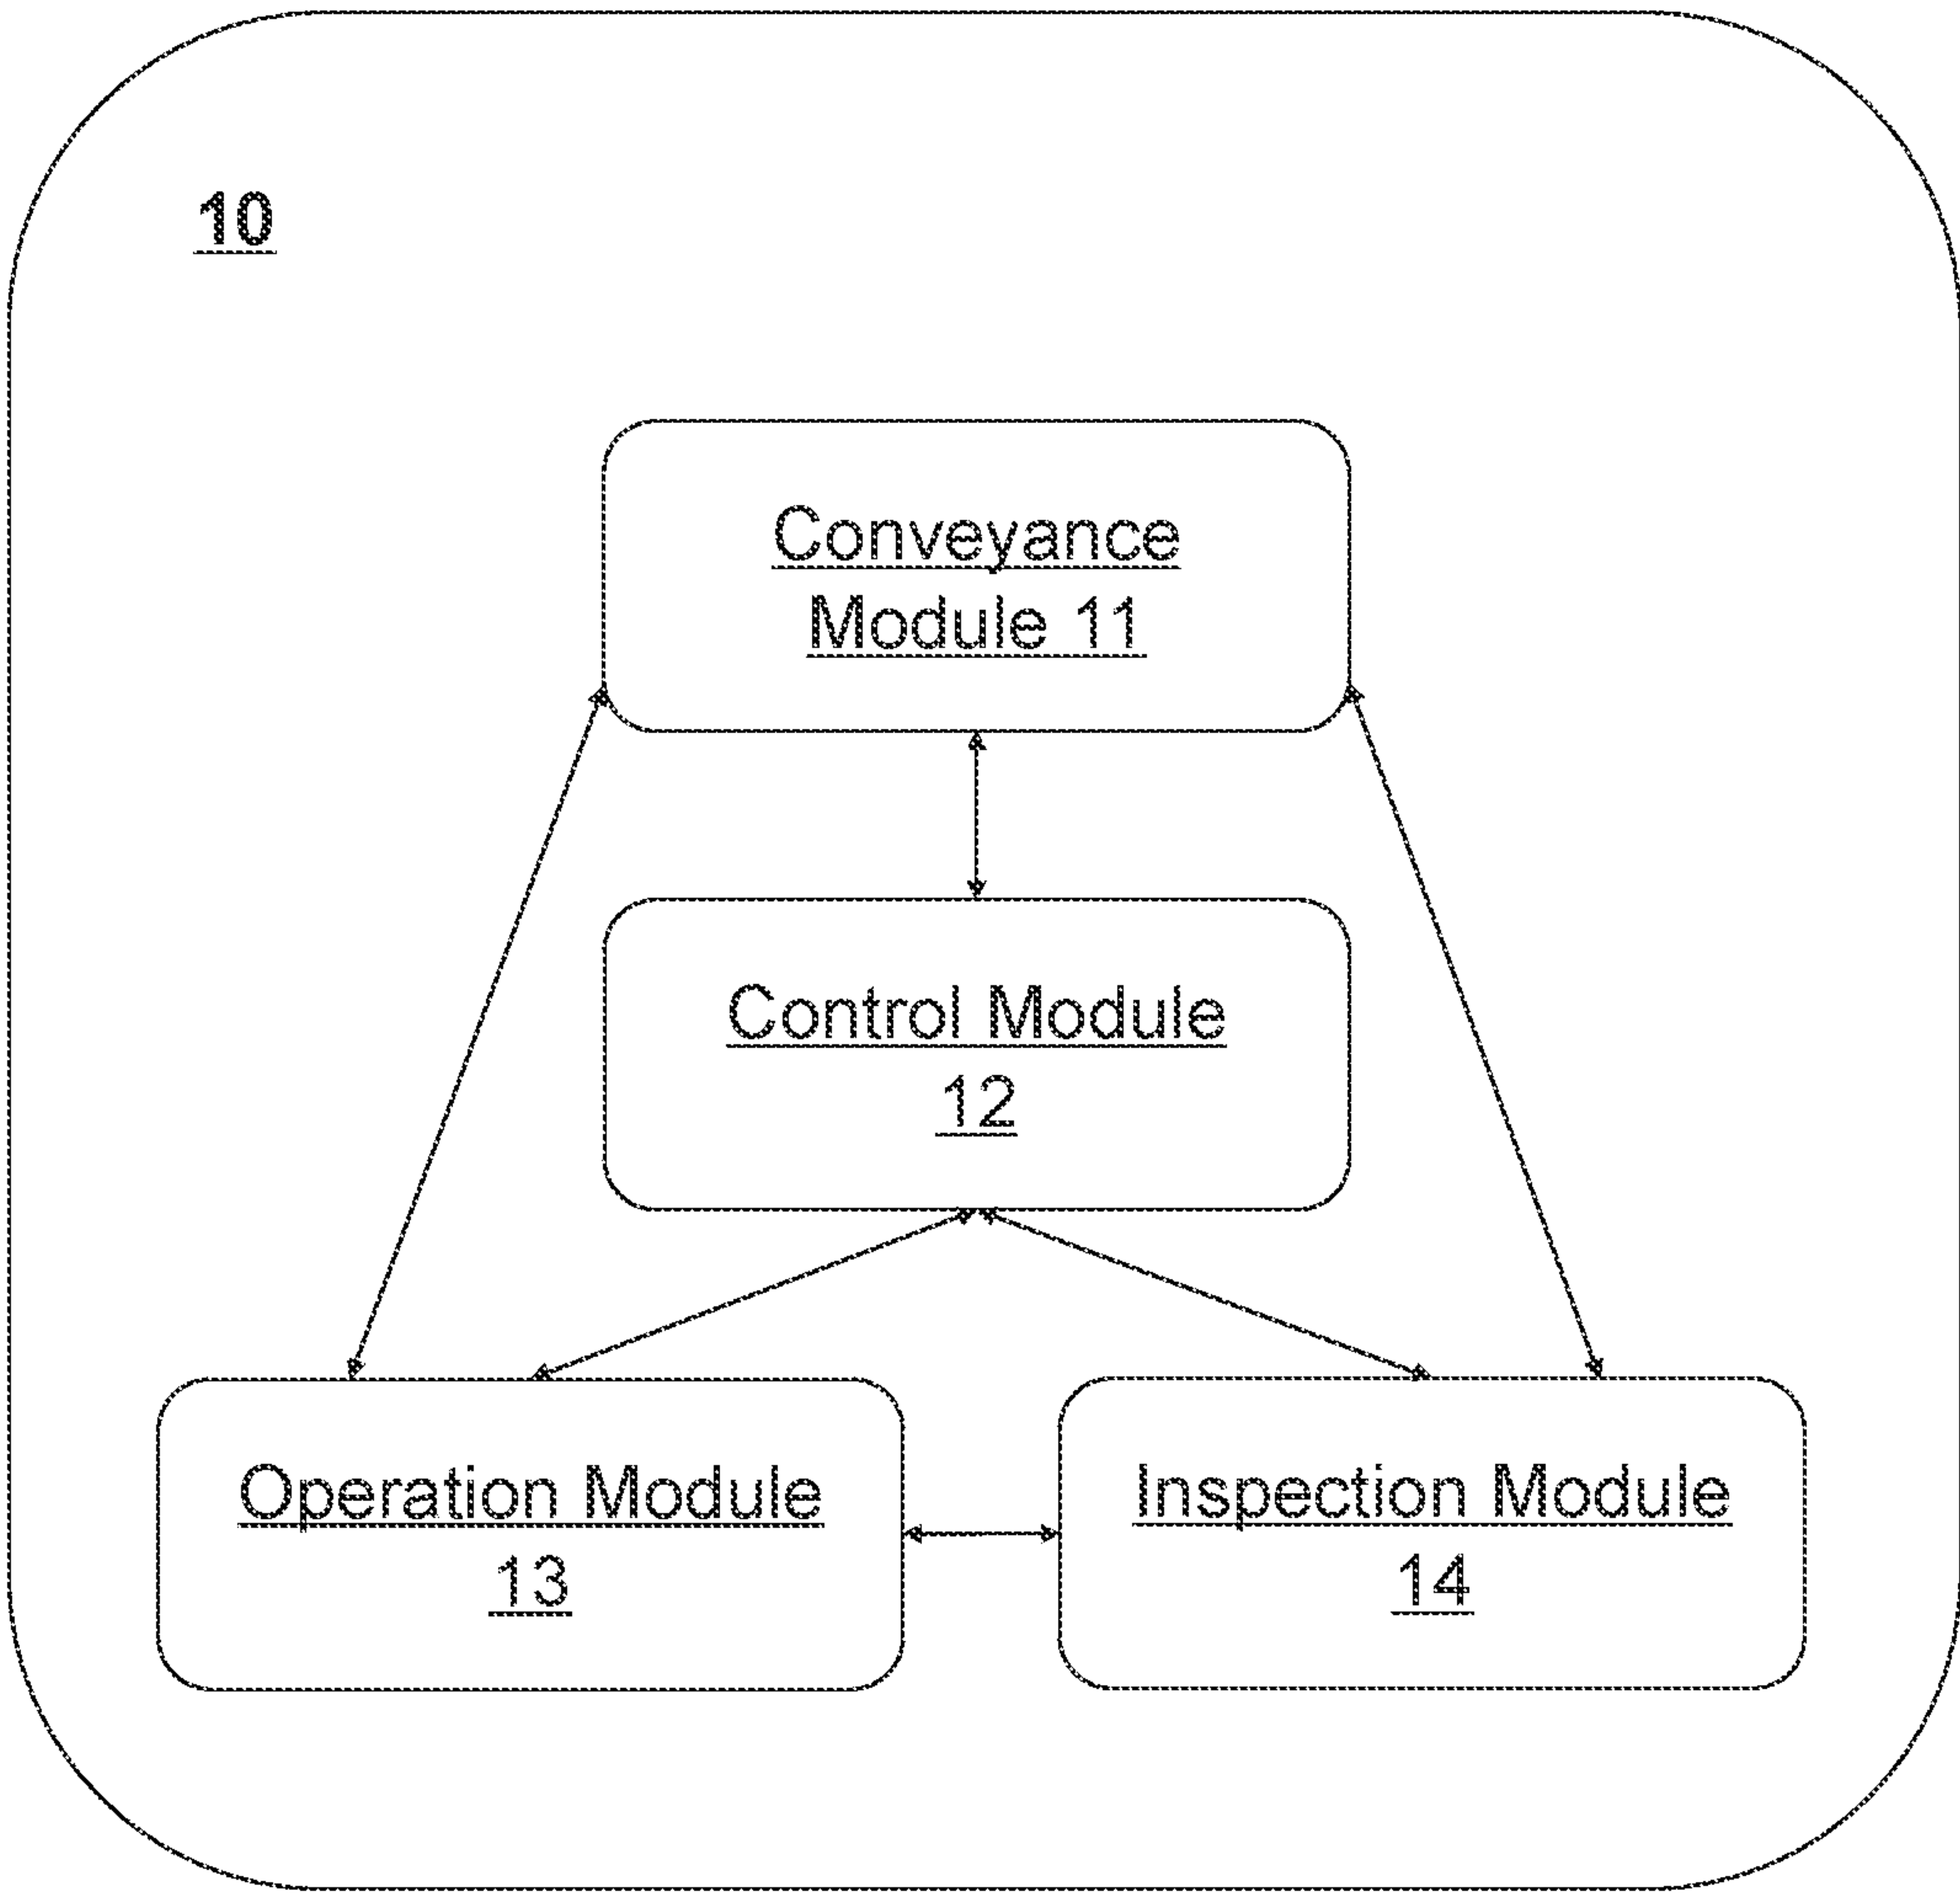 10
Conveyance
Module 11
Control Module
12
Operation Module
13
Inspection Module
14